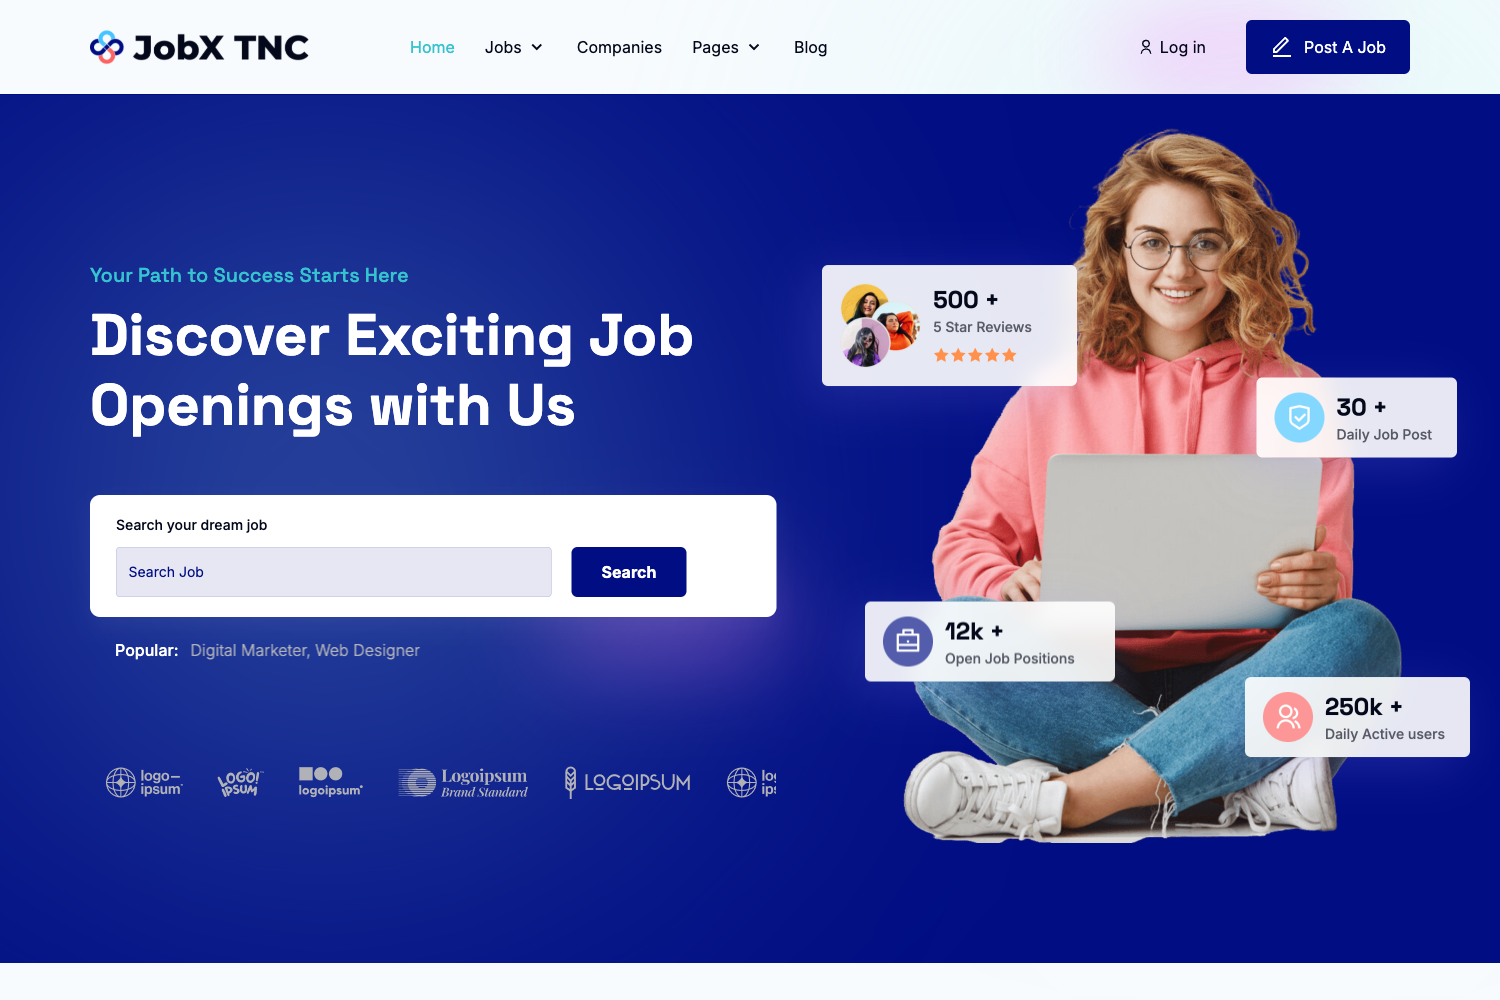 JobX TNC
Home
Jobs
Companies
Pages
Blog
Log in
Post A Job
Your Path to Success Starts Here
Discover Exciting Job
Openings with Us
Search your dream job
Search Job
Search
Popular: Digital Marketer, Web Designer
500 +
5 Star Reviews
30 +
Daily Job Post
12k +
Open Job Positions
250k +
Daily Active users
logo
ipsum
LOGO!
IPSUM
logoipsum
Logoipsum
Brand Standard
LOGOIPSUM